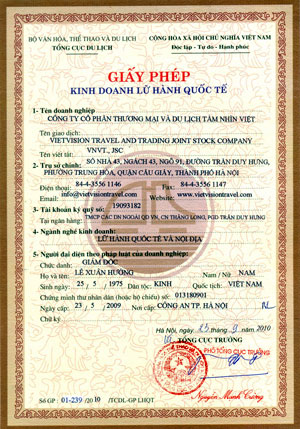 BỘ VĂN HÓA, THỂ THAO VÀ DU LỊCH
TỔNG CỤC DU LỊCH
CỘNG HÒA XÃ HỘI CHỦ NGHĨA VIỆT NAM
Độc lập - Tự do - Hạnh phúc
GIẤY PHÉP
KINH DOANH LỮ HÀNH QUỐC TẾ
1- Tên doanh nghiệp
CÔNG TY CỔ PHẦN THƯƠNG MẠI VÀ DU LỊCH TẦM NHÌN VIỆT
Tên giao dịch:
VIETVISION TRAVEL AND TRADING JOINT STOCK COMPANY
Tên viết tắt: VNVT., JSC
2- Trụ sở chính: SỐ NHÀ 43, NGÁCH 43, NGÕ 91, ĐƯỜNG TRẦN DUY HƯNG,
PHƯỜNG TRUNG HÒA, QUẬN CẦU GIẤY, THÀNH PHỐ HÀ NỘI
Điện thoại: 84-4-3556 1146 Fax: 84-4-3556 1147
Email: info@vietvisiontravel.com Website: www.vietvisiontravel.com
3- Tài khoản ký quỹ số: 19093182
Tại ngân hàng: TMCP CÁC DN NGOÀI QD VN, CN THĂNG LONG, PGD TRẦN DUY HƯNG
4- Ngành nghề kinh doanh:
LỮ HÀNH QUỐC TẾ VÀ NỘI ĐỊA
5- Người đại diện theo pháp luật của doanh nghiệp:
Chức danh: GIÁM ĐỐC
Họ và tên: LÊ XUÂN HƯƠNG Nam / Nữ NAM
Sinh ngày: 25 / 5 / 1975 Dân tộc: KINH Quốc tịch: VIỆT NAM
Chứng minh thư nhân dân (hoặc hộ chiếu) số: 013180901
Cấp ngày: 23 / 5 / 2009 Nơi cấp: CÔNG AN TP. HÀ NỘI
Chữ ký
Hà Nội, ngày 23 tháng 9 năm 2010
TỔNG CỤC TRƯỞNG
PHÓ TỔNG CỤC TRƯỞNG
Nguyễn Mạnh Cường
Số GP : 01-239 /2010 /TCDL-GP LHQT